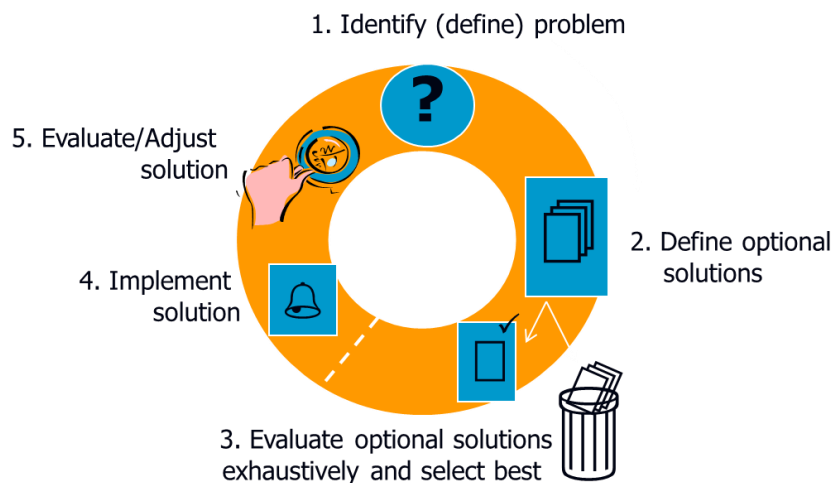 1. Identify (define) problem
?
5. Evaluate/Adjust
solution
2. Define optional
solutions
4. Implement
solution
3. Evaluate optional solutions
exhaustively and select best